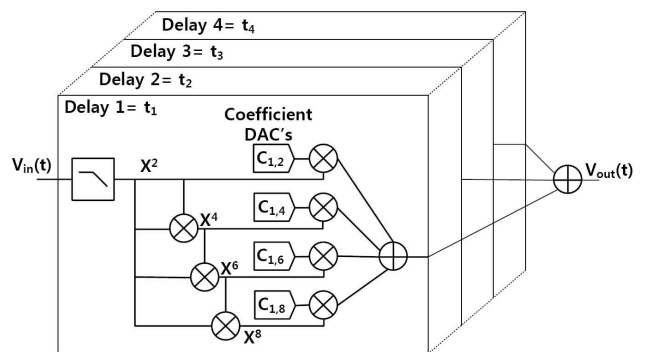 Delay 4= t₄
Delay 3= t₃
Delay 2= t₂
Delay 1= t₁
Coefficient
DAC's
Vᵢₙ(t)
X²
C₁,₂
X⁴
C₁,₄
X⁶
C₁,₆
X⁸
C₁,₈
Vₒᵤₜ(t)